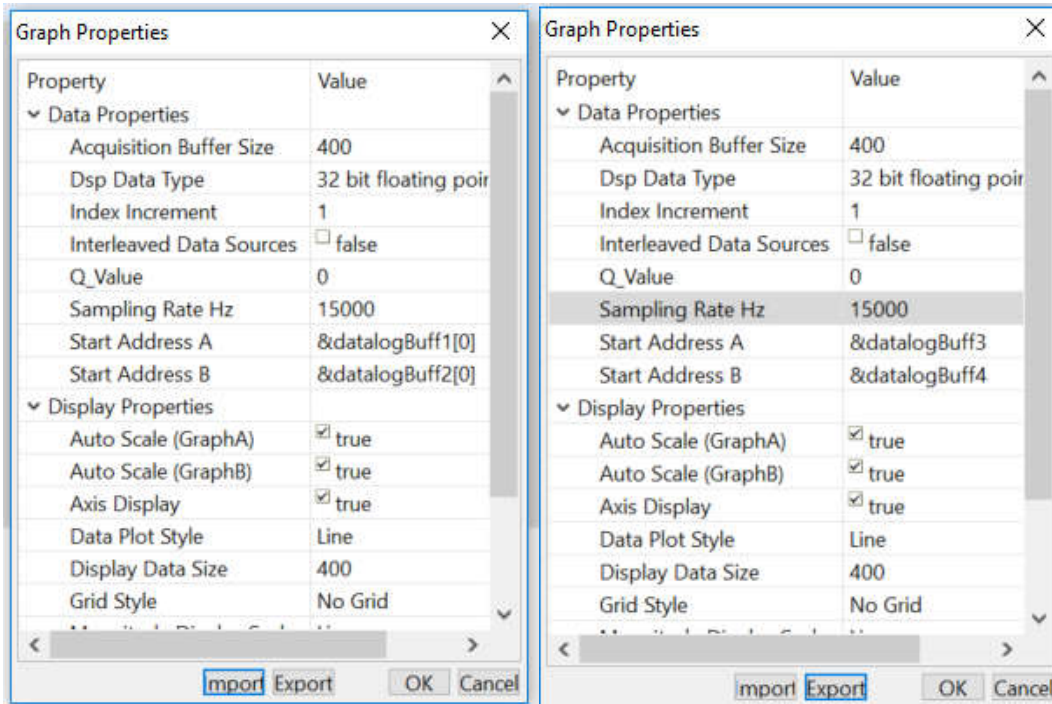 Graph Properties
Property Value
Data Properties
Acquisition Buffer Size 400
Dsp Data Type 32 bit floating poir
Index Increment 1
Interleaved Data Sources false
Q_Value 0
Sampling Rate Hz 15000
Start Address A &datalogBuff1[0]
Start Address B &datalogBuff2[0]
Display Properties
Auto Scale (GraphA) true
Auto Scale (GraphB) true
Axis Display true
Data Plot Style Line
Display Data Size 400
Grid Style No Grid
Import Export OK Cancel
Graph Properties
Property Value
Data Properties
Acquisition Buffer Size 400
Dsp Data Type 32 bit floating poir
Index Increment 1
Interleaved Data Sources false
Q_Value 0
Sampling Rate Hz 15000
Start Address A &datalogBuff3
Start Address B &datalogBuff4
Display Properties
Auto Scale (GraphA) true
Auto Scale (GraphB) true
Axis Display true
Data Plot Style Line
Display Data Size 400
Grid Style No Grid
Import Export OK Cancel